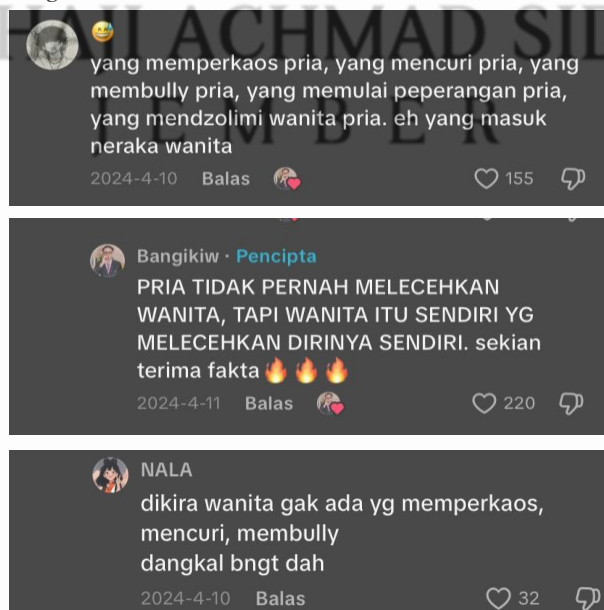 HAJI ACHMAD SID
JEMBER
😅
yang memperkaos pria, yang mencuri pria, yang
membully pria, yang memulai peperangan pria,
yang mendzolimi wanita pria. eh yang masuk
neraka wanita
2024-4-10 Balas 155
Bangikiw · Pencipta
PRIA TIDAK PERNAH MELECEHKAN
WANITA, TAPI WANITA ITU SENDIRI YG
MELECEHKAN DIRINYA SENDIRI. sekian
terima fakta🔥🔥🔥
2024-4-11 Balas 220
NALA
dikira wanita gak ada yg memperkaos,
mencuri, membully
dangkal bngt dah
2024-4-10 Balas 32